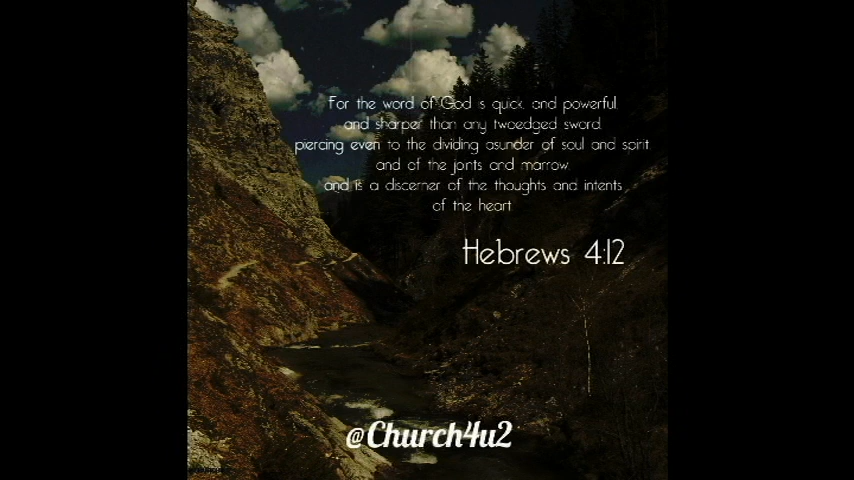 For the word of God is quick, and powerful,
and sharper than any twoedged sword,
piercing even to the dividing asunder of soul and spirit,
and of the joints and marrow,
and is a discerner of the thoughts and intents
of the heart.
Hebrews 4:12
@Church4u2